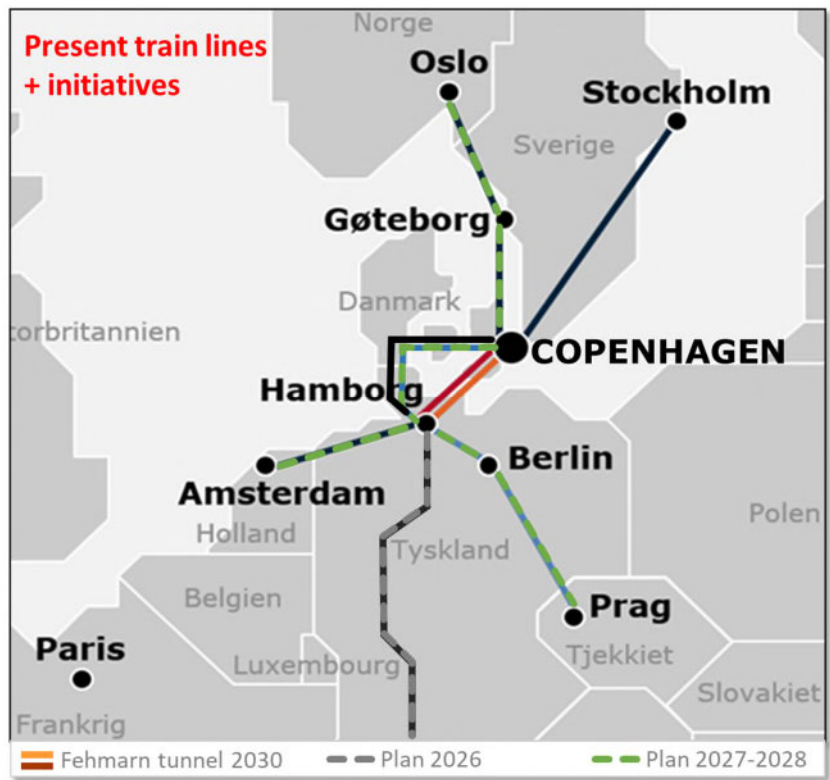 Present train lines
+ initiatives
Norge
Oslo
Stockholm
Sverige
Gøteborg
Danmark
torbritannien
COPENHAGEN
Hamborg
Berlin
Amsterdam
Holland
Polen
Tyskland
Belgien
Prag
Paris
Luxembourg
Tjekkiet
Slovakiet
Frankrig
Fehmarn tunnel 2030
Plan 2026
Plan 2027-2028